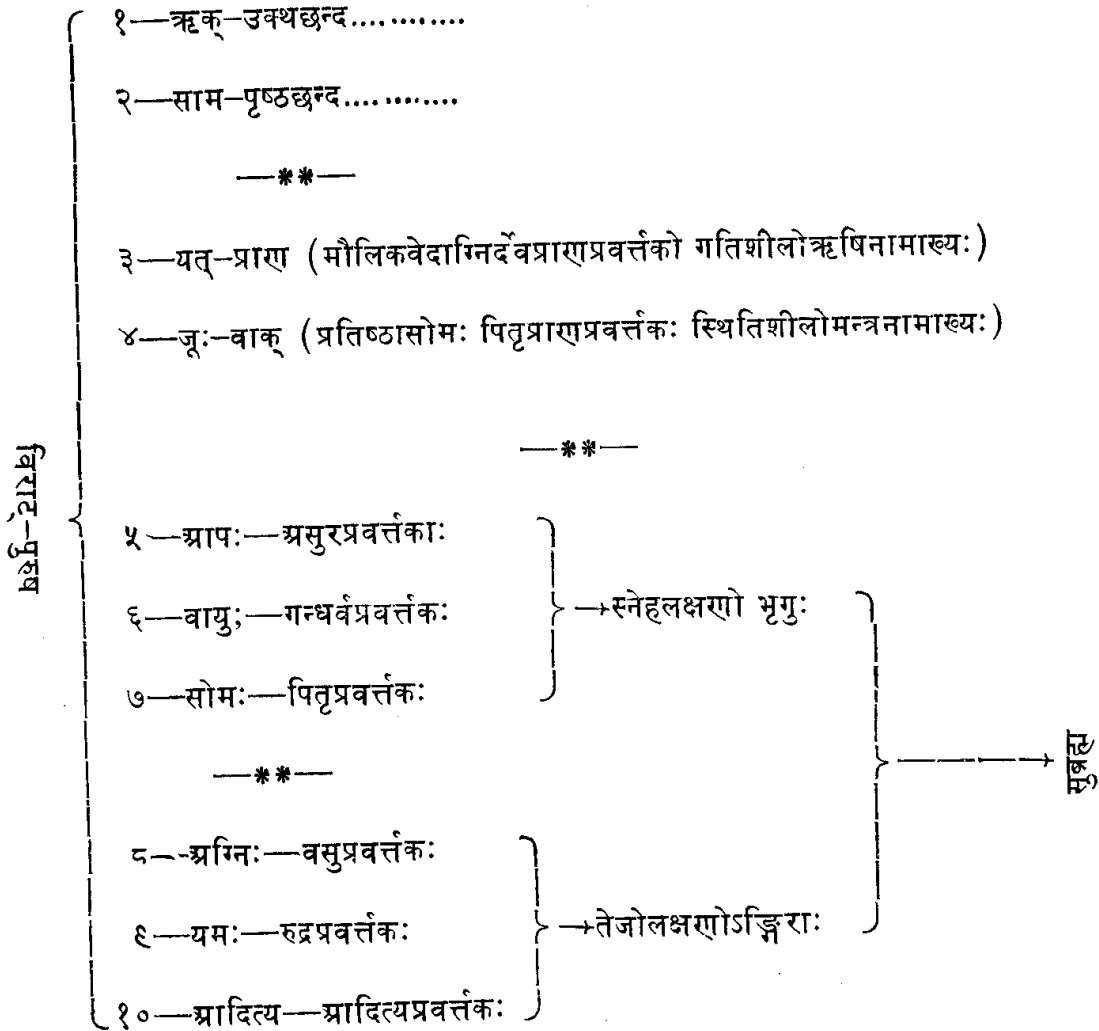 १—ऋक्-उक्थछन्द............
२—साम-पृष्ठछन्द............
—**—
३—यत्-प्राण (मौलिकवेदाग्निर्देवप्राणप्रवर्त्तको गतिशीलोऋषिनामाख्यः)
४—जूः-वाक् (प्रतिष्ठासोमः पितृप्राणप्रवर्त्तकः स्थितिशीलोमन्त्रनामाख्यः)
—**—
विराट्-पुरुष
५—आपः—असुरप्रवर्त्तकाः
६—वायु;—गन्धर्वप्रवर्त्तकः →स्नेहलक्षणो भृगुः
७—सोमः—पितृप्रवर्त्तकः
—**—
सुब्रह्म
८—-अग्निः—वसुप्रवर्त्तकः
९—यमः—रुद्रप्रवर्त्तकः →तेजोलक्षणोऽङ्गिराः
१०—आदित्य—आदित्यप्रवर्त्तकः